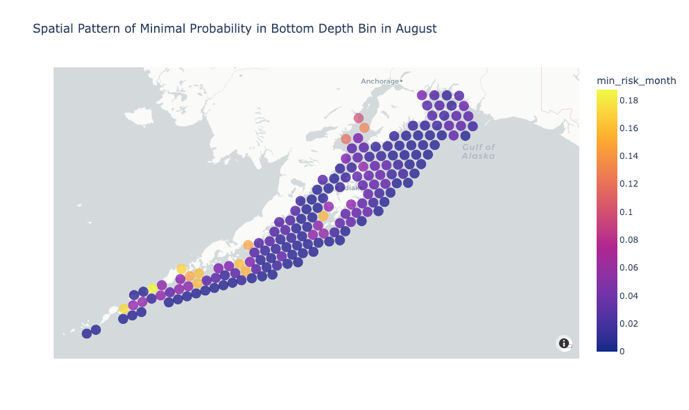 Spatial Pattern of Minimal Probability in Bottom Depth Bin in August
min_risk_month
Anchorage
0.18
0.16
0.14
Gulf of
Alaska
0.12
0.1
0.08
0.06
0.04
0.02
0